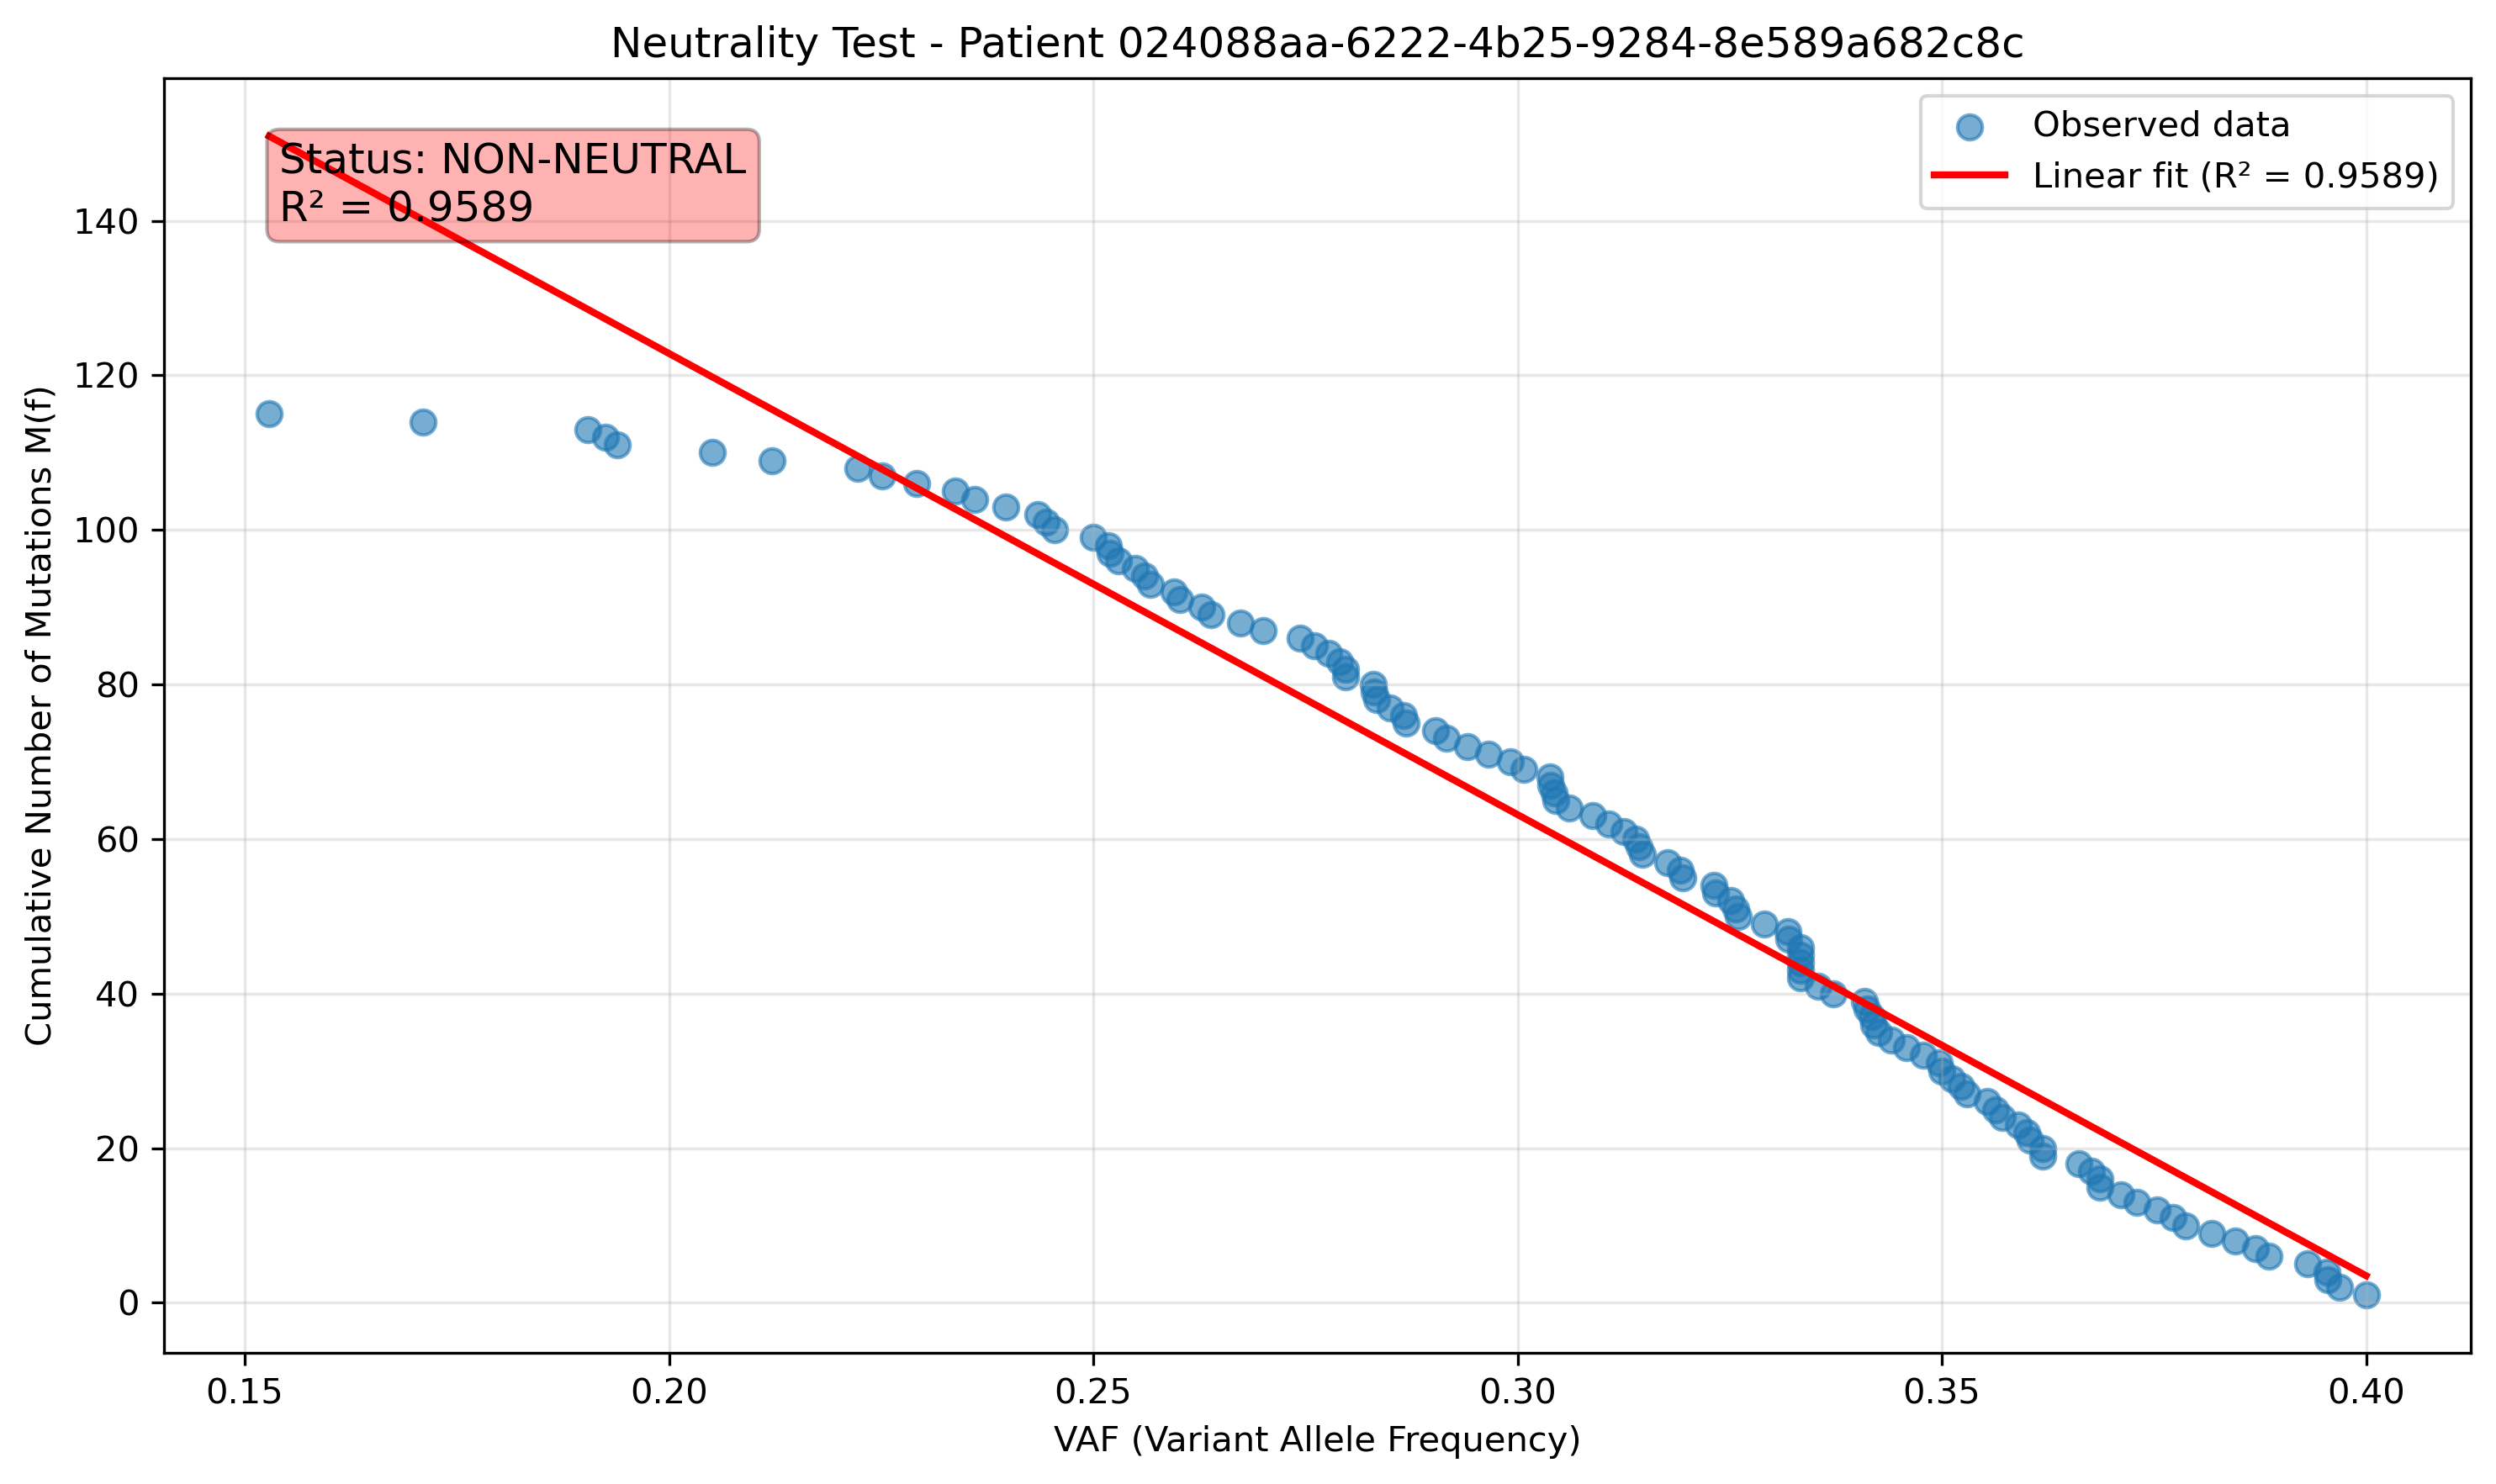 Neutrality Test - Patient 024088aa-6222-4b25-9284-8e589a682c8c
Status: NON-NEUTRAL
R² = 0.9589
Observed data
Linear fit (R² = 0.9589)
Cumulative Number of Mutations M(f)
140
120
100
80
60
40
20
0
0.15 0.20 0.25 0.30 0.35 0.40
VAF (Variant Allele Frequency)